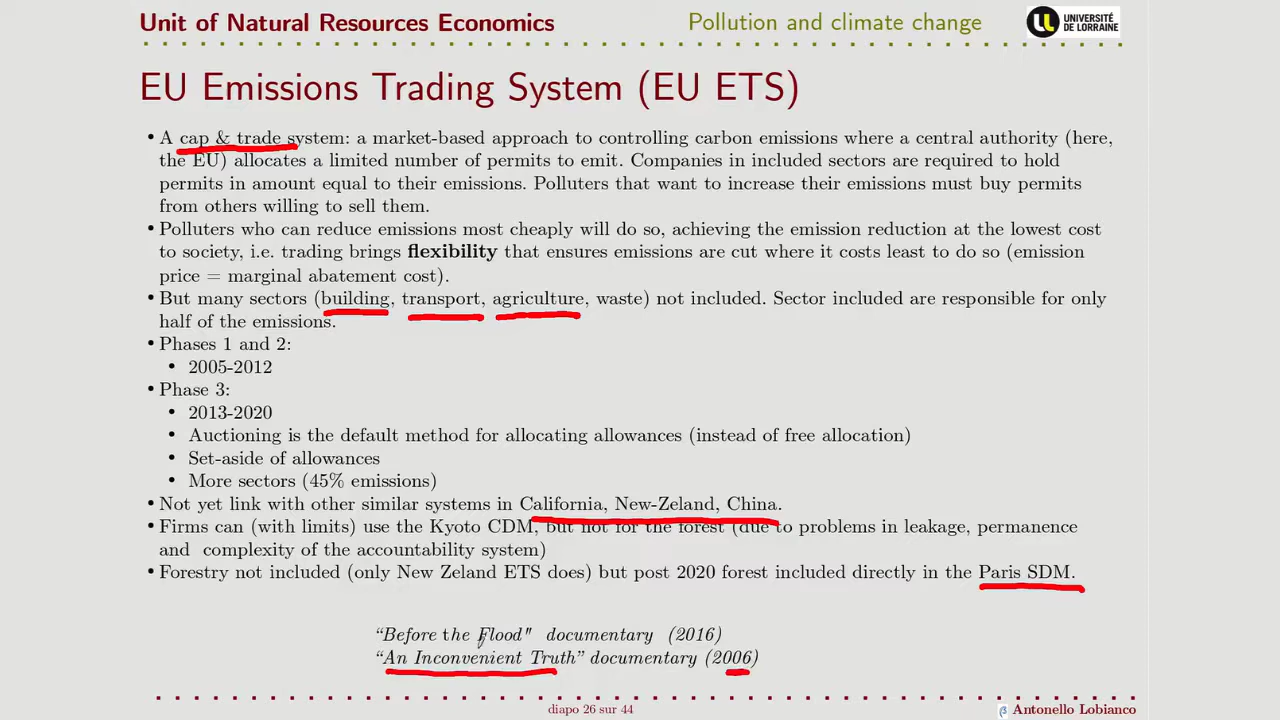 Unit of Natural Resources Economics
Pollution and climate change
UNIVERSITÉ
DE LORRAINE
EU Emissions Trading System (EU ETS)
• A cap & trade system: a market-based approach to controlling carbon emissions where a central authority (here,
the EU) allocates a limited number of permits to emit. Companies in included sectors are required to hold
permits in amount equal to their emissions. Polluters that want to increase their emissions must buy permits
from others willing to sell them.
• Polluters who can reduce emissions most cheaply will do so, achieving the emission reduction at the lowest cost
to society, i.e. trading brings flexibility that ensures emissions are cut where it costs least to do so (emission
price = marginal abatement cost).
• But many sectors (building, transport, agriculture, waste) not included. Sector included are responsible for only
half of the emissions.
• Phases 1 and 2:
• 2005-2012
• Phase 3:
• 2013-2020
• Auctioning is the default method for allocating allowances (instead of free allocation)
• Set-aside of allowances
• More sectors (45% emissions)
• Not yet link with other similar systems in California, New-Zeland, China.
• Firms can (with limits) use the Kyoto CDM, but not for the forest (due to problems in leakage, permanence
and complexity of the accountability system)
• Forestry not included (only New Zeland ETS does) but post 2020 forest included directly in the Paris SDM.
“Before the Flood" documentary (2016)
“An Inconvenient Truth” documentary (2006)
diapo 26 sur 44
β Antonello Lobianco